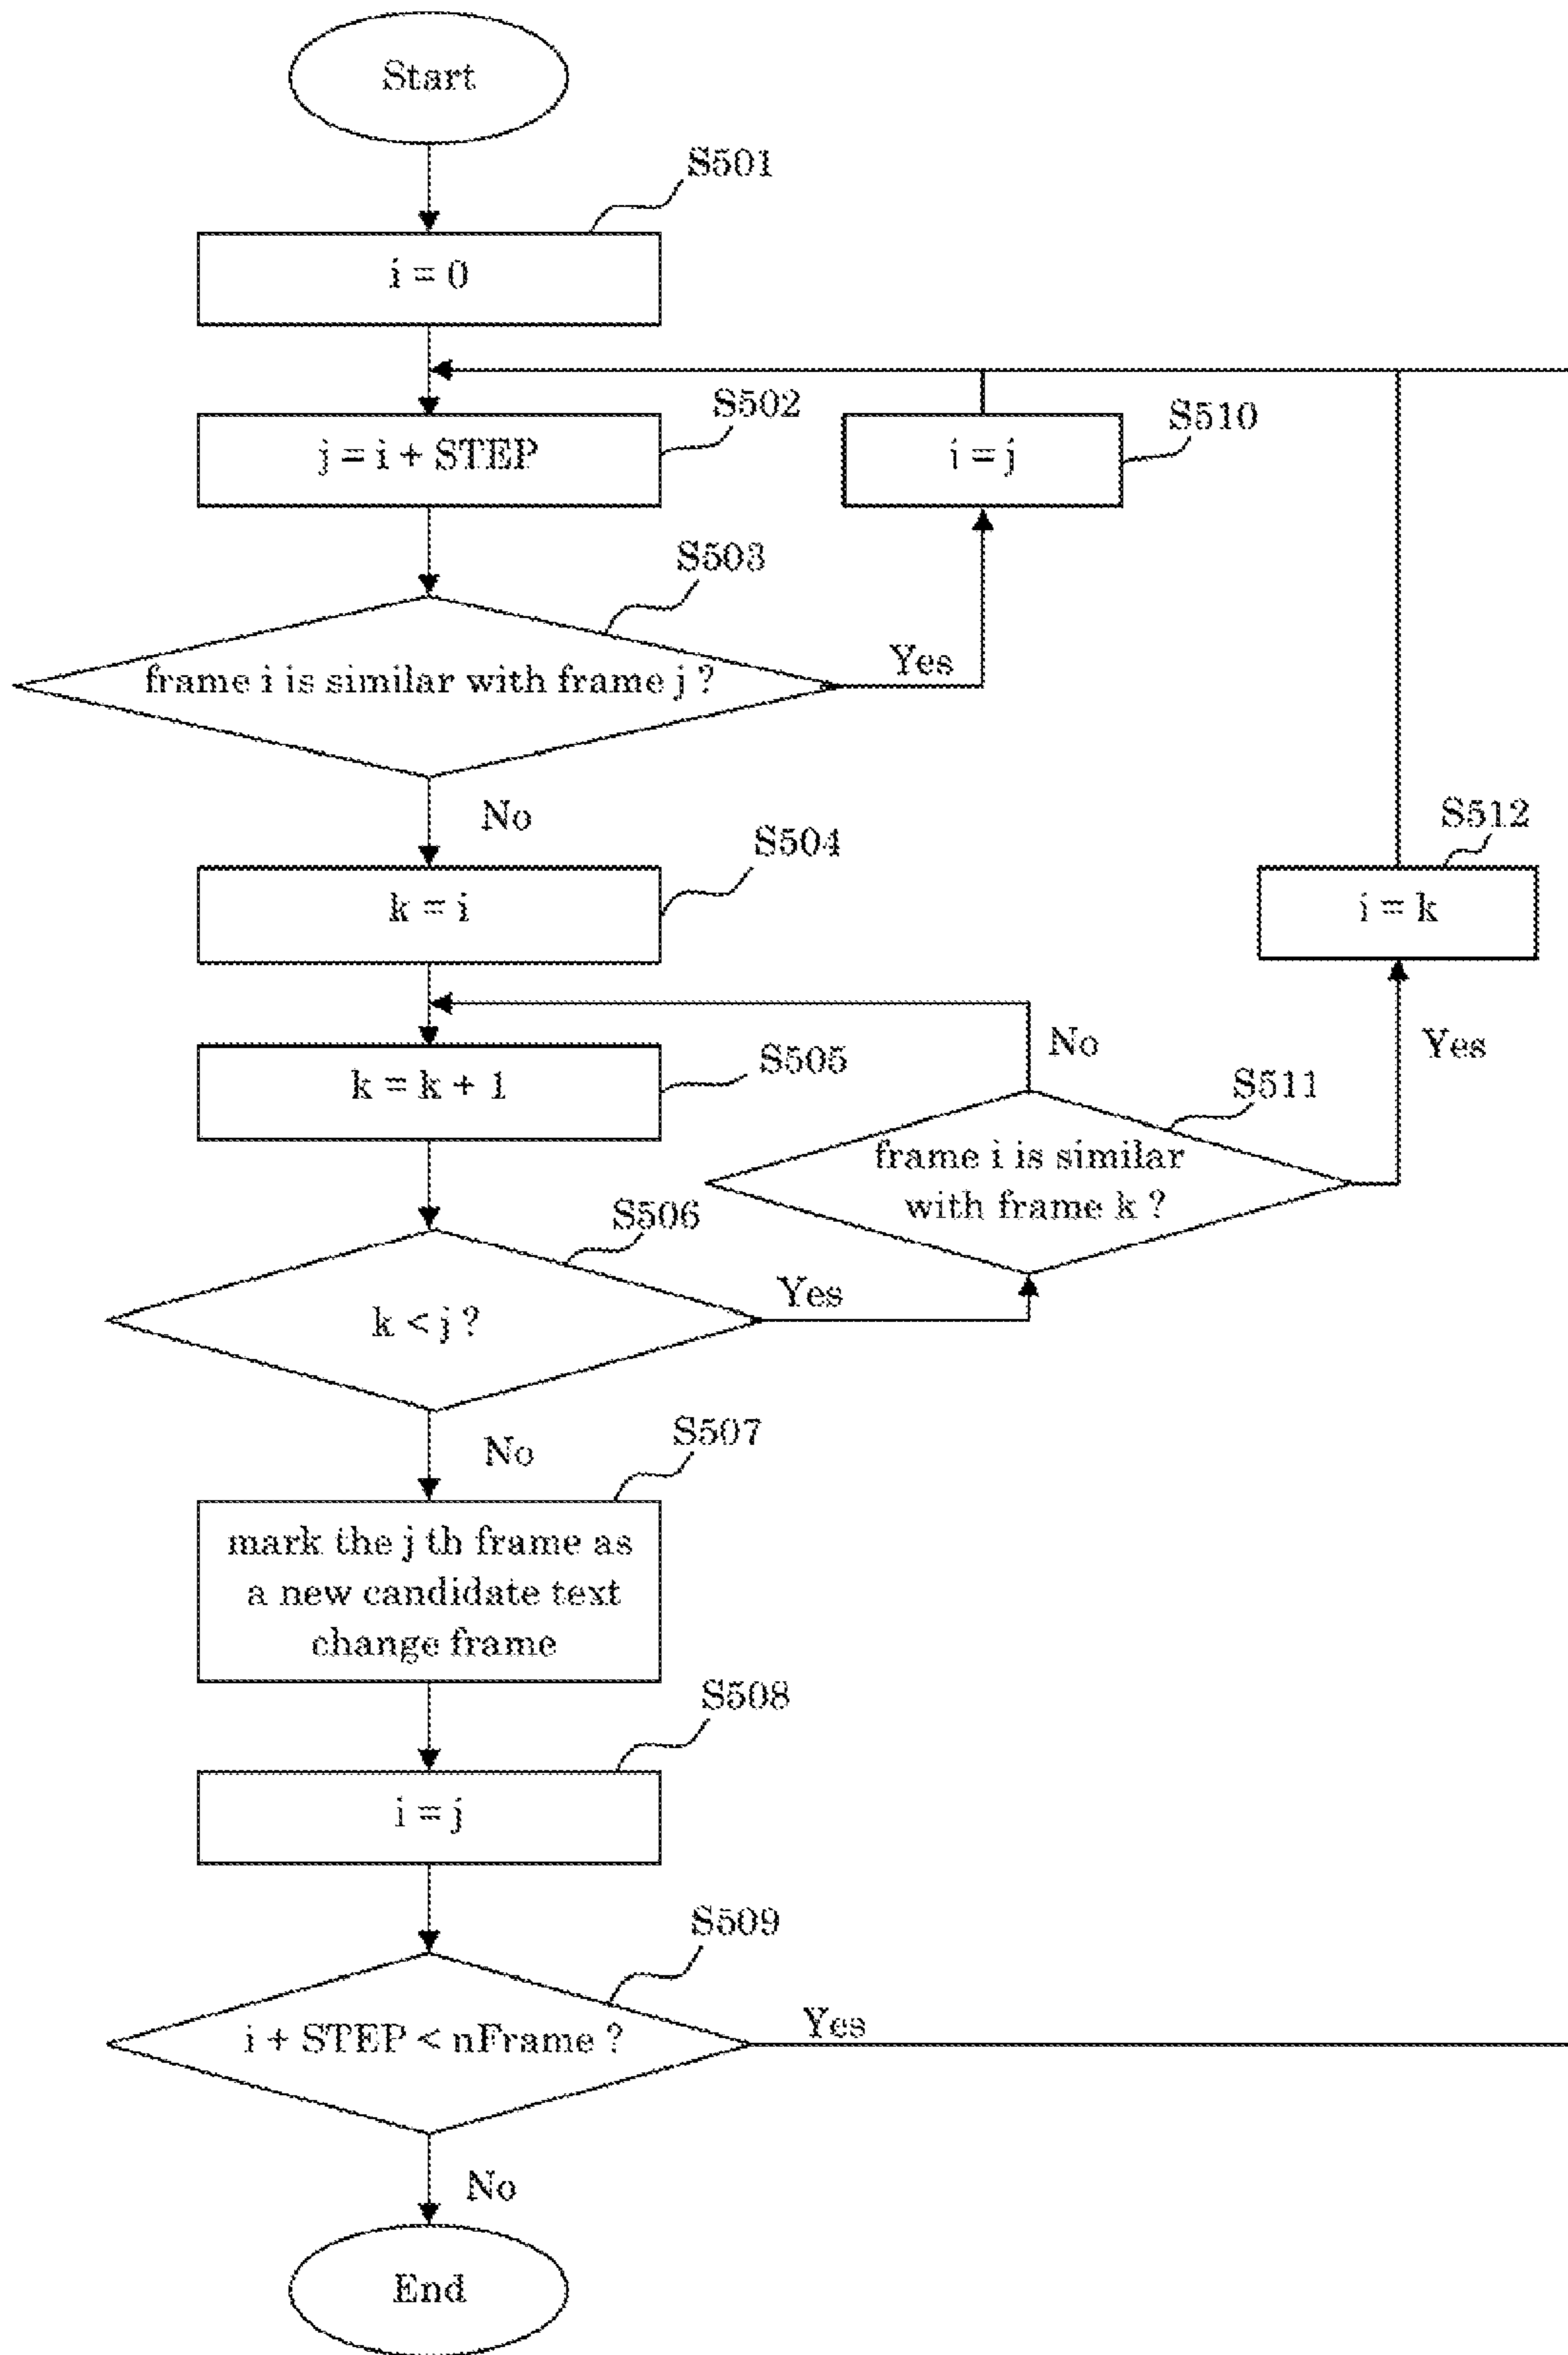 Start
S501
i = 0
S502
j = i + STEP
S510
i = j
S503
frame i is similar with frame j ?
Yes
No
S504
k = i
S512
i = k
S505
k = k + 1
No
Yes
S511
frame i is similar
with frame k ?
S506
k < j ?
Yes
No
S507
mark the j th frame as
a new candidate text
change frame
S508
i = j
S509
i + STEP < nFrame ?
Yes
No
End